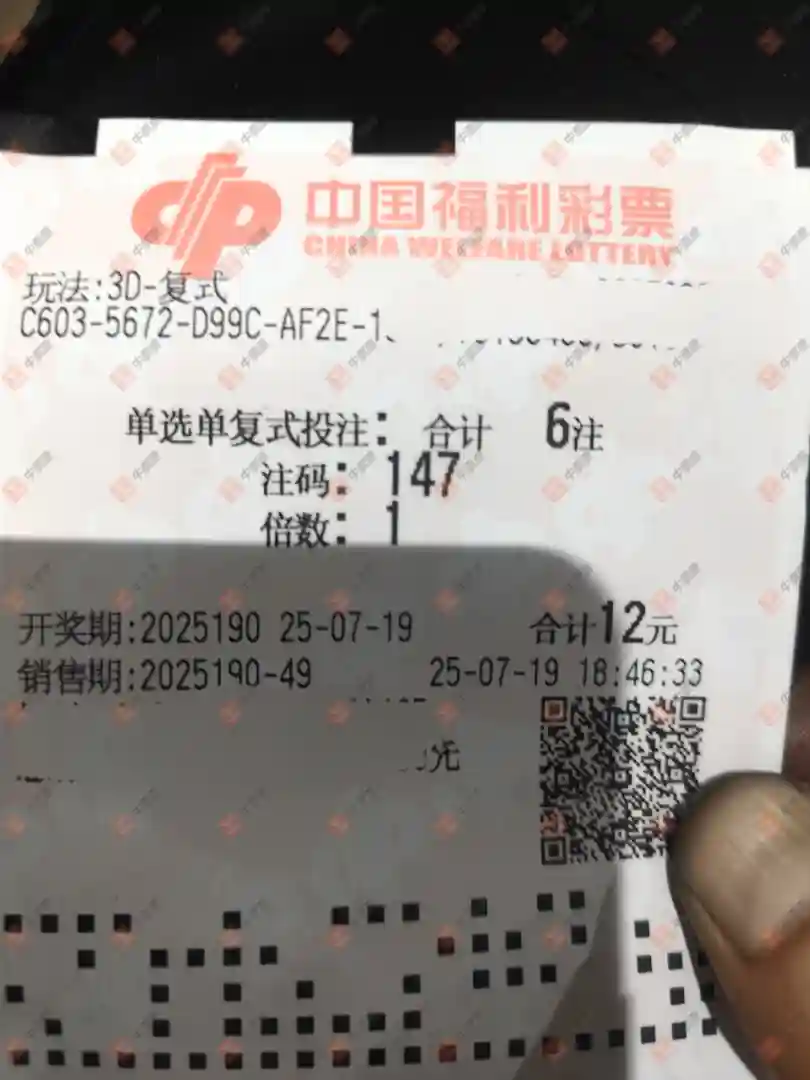 中国福利彩票
CHINA WELFARE LOTTERY
玩法:3D-复式
C603-5672-D99C-AF2E-1
单选单复式投注: 合计 6注
注码: 147
倍数: 1
开奖期:2025190 25-07-19 合计12元
销售期:2025190-49 25-07-19 18:46:33
元